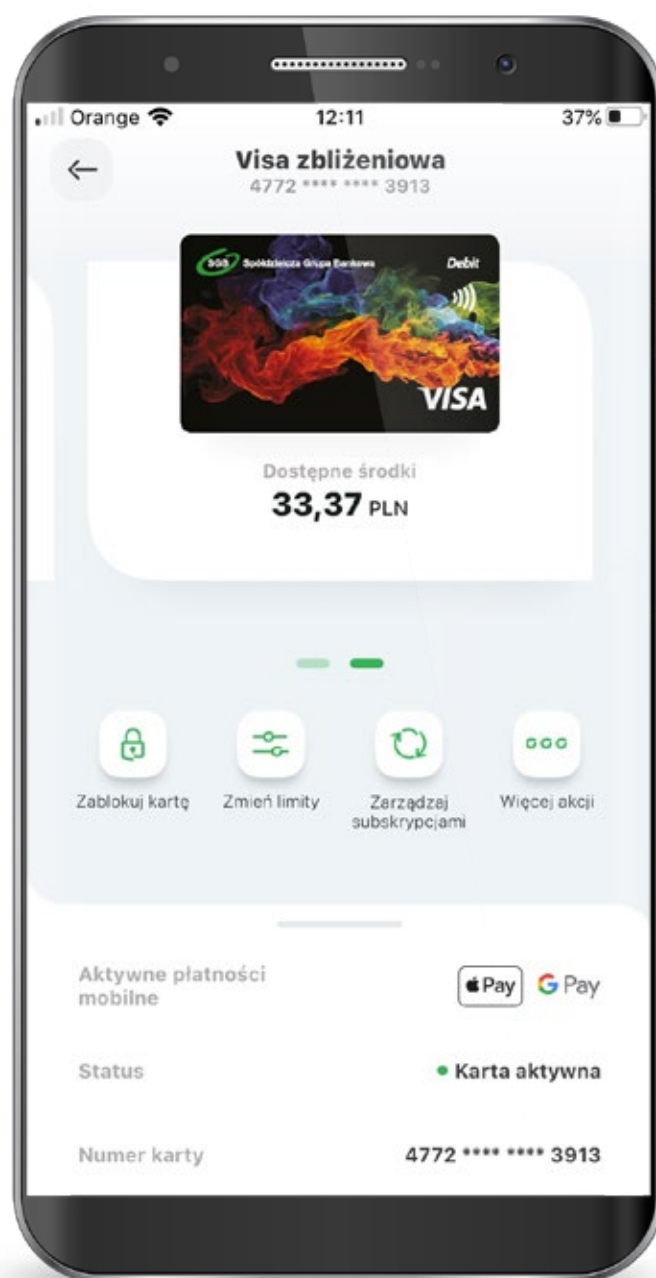 Orange 12:11 37%
Visa zbliżeniowa
4772 **** **** 3913
SGB Spółdzielcza Grupa Bankowa Debit
VISA
Dostępne środki
33,37 PLN
Zablokuj kartę Zmień limity Zarządzaj subskrypcjami Więcej akcji
Aktywne płatności mobilne Pay G Pay
Status Karta aktywna
Numer karty 4772 **** **** 3913